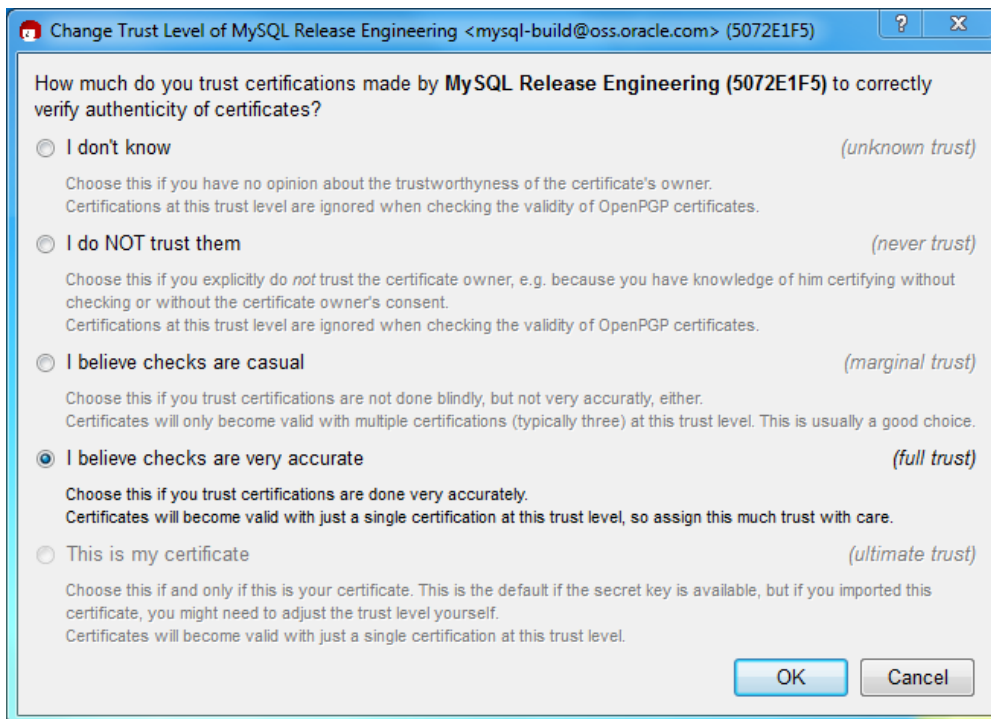 Change Trust Level of MySQL Release Engineering <mysql-build@oss.oracle.com> (5072E1F5)
How much do you trust certifications made by MySQL Release Engineering (5072E1F5) to correctly
verify authenticity of certificates?
I don't know (unknown trust)
Choose this if you have no opinion about the trustworthyness of the certificate's owner.
Certifications at this trust level are ignored when checking the validity of OpenPGP certificates.
I do NOT trust them (never trust)
Choose this if you explicitly do not trust the certificate owner, e.g. because you have knowledge of him certifying without
checking or without the certificate owner's consent.
Certifications at this trust level are ignored when checking the validity of OpenPGP certificates.
I believe checks are casual (marginal trust)
Choose this if you trust certifications are not done blindly, but not very accuratly, either.
Certificates will only become valid with multiple certifications (typically three) at this trust level. This is usually a good choice.
I believe checks are very accurate (full trust)
Choose this if you trust certifications are done very accurately.
Certificates will become valid with just a single certification at this trust level, so assign this much trust with care.
This is my certificate (ultimate trust)
Choose this if and only if this is your certificate. This is the default if the secret key is available, but if you imported this
certificate, you might need to adjust the trust level yourself.
Certificates will become valid with just a single certification at this trust level.
OK Cancel